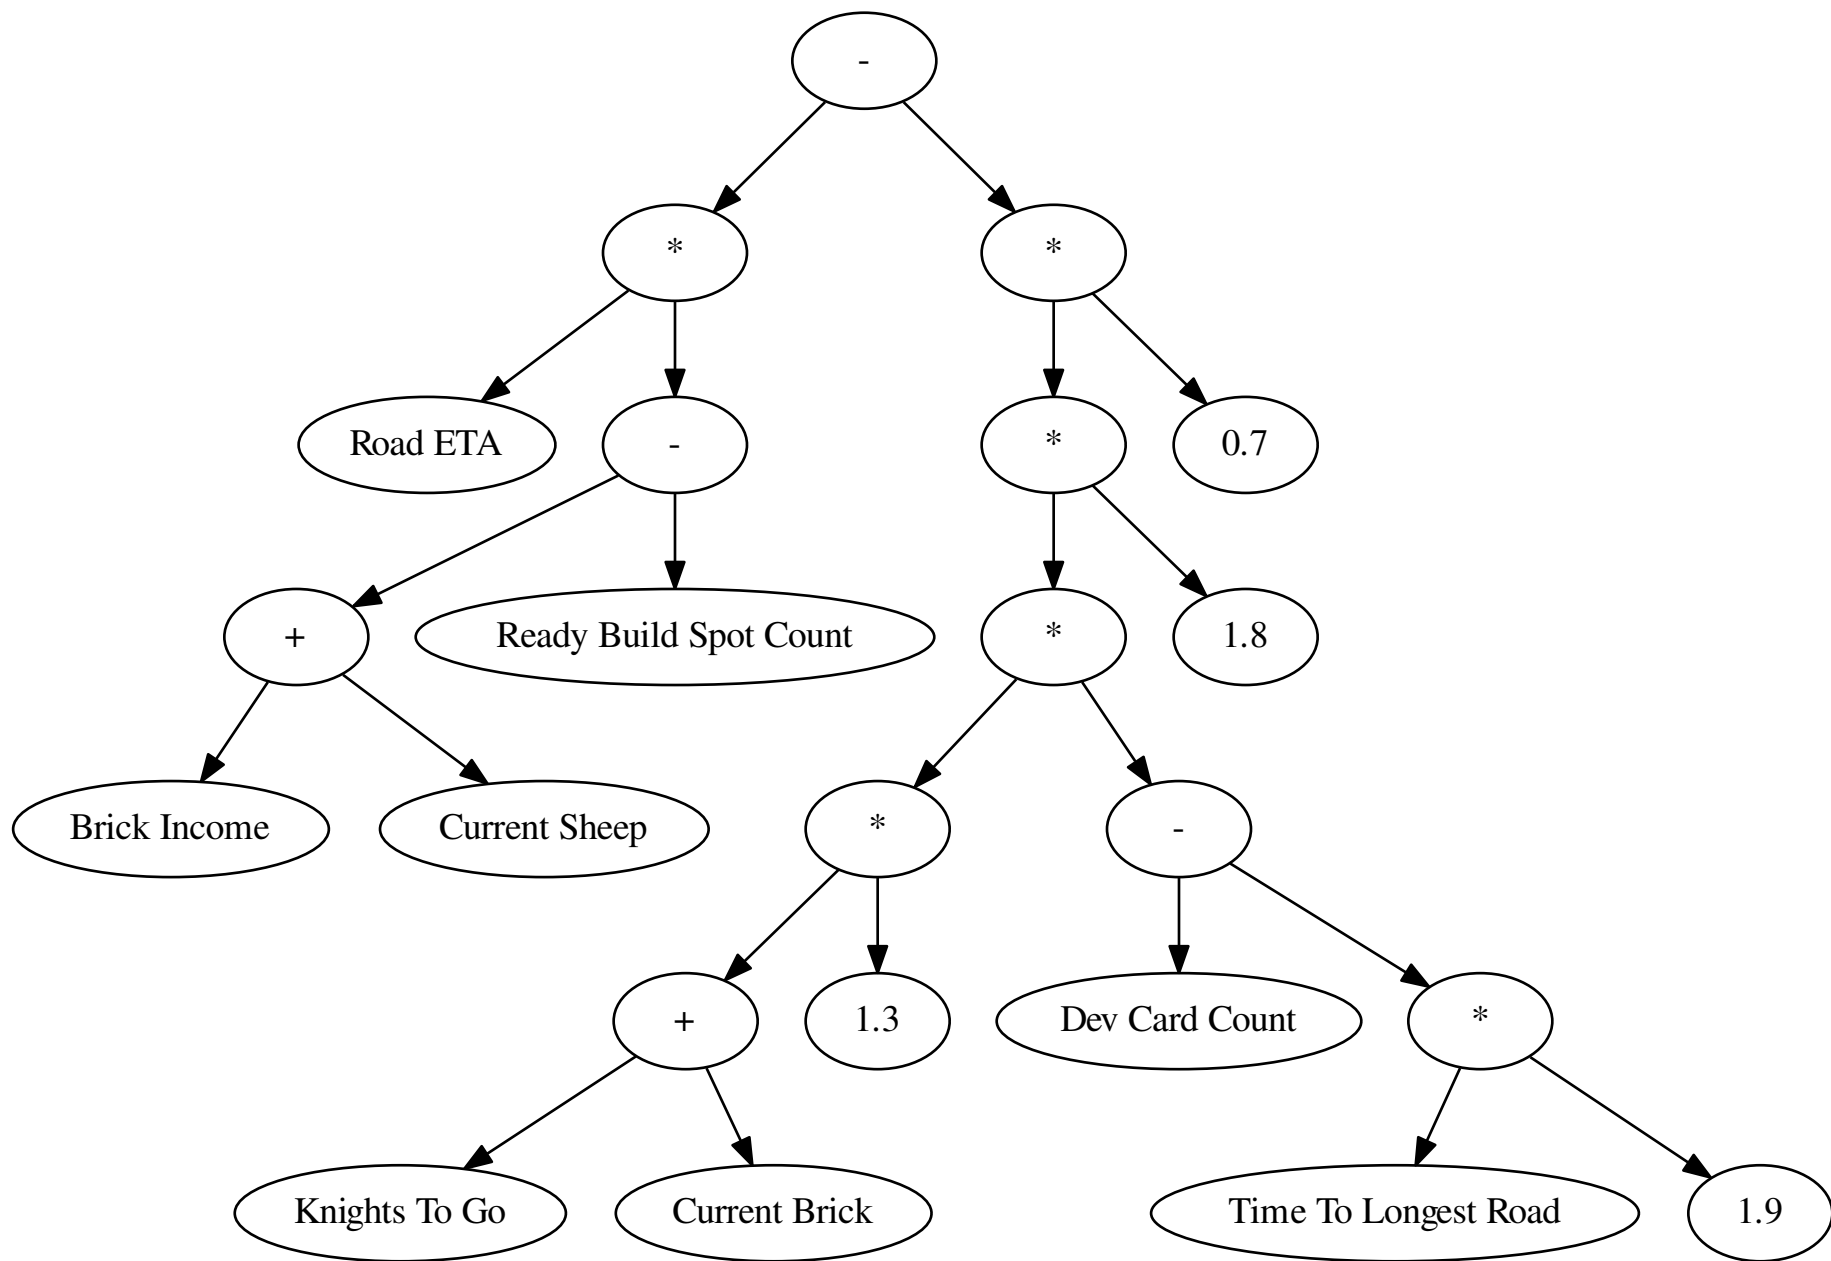 -
*
*
Road ETA
-
*
0.7
+
Ready Build Spot Count
*
1.8
Brick Income
Current Sheep
*
-
+
1.3
Dev Card Count
*
Knights To Go
Current Brick
Time To Longest Road
1.9